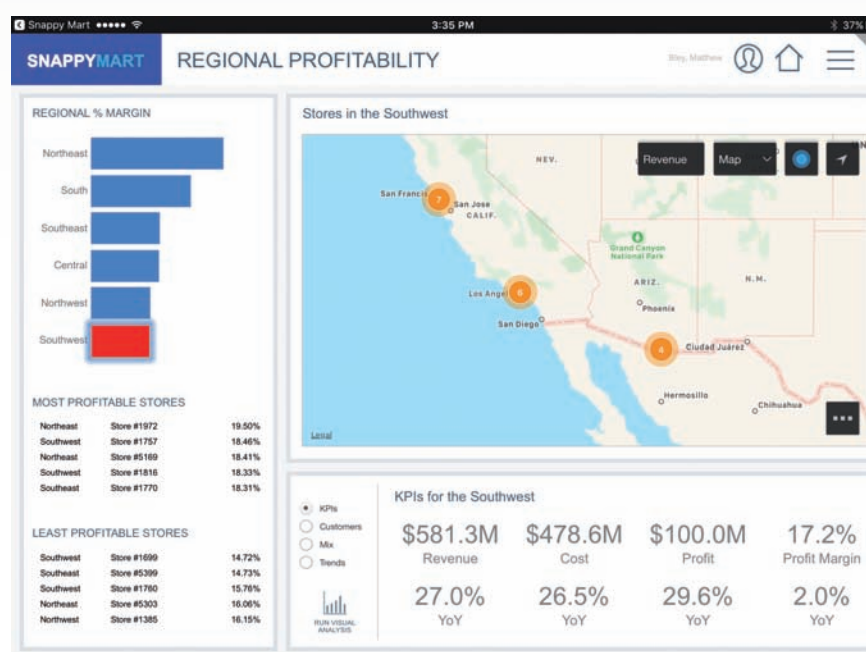 Snappy Mart
3:35 PM
37%
SNAPPYMART
REGIONAL PROFITABILITY
Bley, Matthew
REGIONAL % MARGIN
Northeast
South
Southeast
Central
Northwest
Southwest
MOST PROFITABLE STORES
Northeast Store #1972 19.50%
Southwest Store #1757 18.46%
Northeast Store #5169 18.41%
Southwest Store #1816 18.33%
Southeast Store #1770 18.31%
LEAST PROFITABLE STORES
Southwest Store #1699 14.72%
Southeast Store #5399 14.73%
Southwest Store #1760 15.76%
Northeast Store #5303 16.06%
Northwest Store #1385 16.15%
Stores in the Southwest
Revenue
Map
NEV.
San Francis
7
San Jose
CALIF.
Grand Canyon
National Park
ARIZ.
N.M.
Los Angel
6
Phoenix
San Diego
4
Ciudad Juárez
Hermosillo
Chihuahua
Legal
KPIs
Customers
Mix
Trends
RUN VISUAL
ANALYSIS
KPIs for the Southwest
$581.3M $478.6M $100.0M 17.2%
Revenue Cost Profit Profit Margin
27.0% 26.5% 29.6% 2.0%
YoY YoY YoY YoY